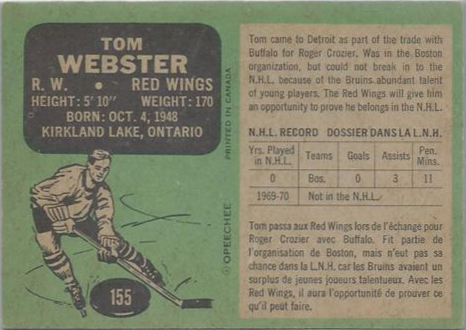 TOM
WEBSTER
R. W. • RED WINGS
HEIGHT: 5' 10" WEIGHT: 170
BORN: OCT. 4, 1948
KIRKLAND LAKE, ONTARIO
PRINTED IN CANADA
© OPEECHEE
155
Tom came to Detroit as part of the trade with
Buffalo for Roger Crozier. Was in the Boston
organization, but could not break in to the
N.H.L. because of the Bruins abundant talent
of young players. The Red Wings will give him
an opportunity to prove he belongs in the N.H.L.
N.H.L. RECORD DOSSIER DANS LA L.N.H.
Yrs. Played in N.H.L. Teams Goals Assists Pen. Mins.
0 Bos. 0 3 11
1969-70 Not in the N.H.L.
Tom passa aux Red Wings lors de l'échange pour
Roger Crozier avec Buffalo. Fit partie de
l'organisation de Boston, mais n'eut pas sa
chance dans la L.N.H. car les Bruins avaient un
surplus de jeunes joueurs talentueux. Avec les
Red Wings, il aura l'opportunité de prouver ce
qu'il peut faire.